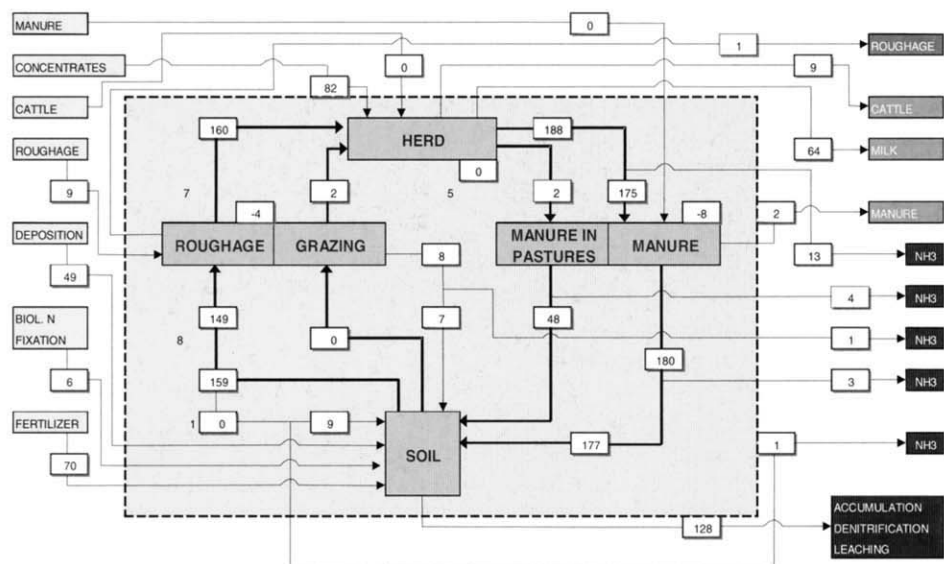 MANURE
0
1
ROUGHAGE
CONCENTRATES
82
0
9
CATTLE
CATTLE
160
HERD
188
64
MILK
ROUGHAGE
9
7
2
0
5
2
175
-4
-8
2
MANURE
DEPOSITION
49
ROUGHAGE
GRAZING
8
MANURE IN
PASTURES
MANURE
13
NH3
4
NH3
BIOL. N
FIXATION
149
8
0
7
48
1
NH3
6
159
180
3
NH3
FERTILIZER
70
1
0
9
SOIL
177
1
NH3
128
ACCUMULATION
DENITRIFICATION
LEACHING